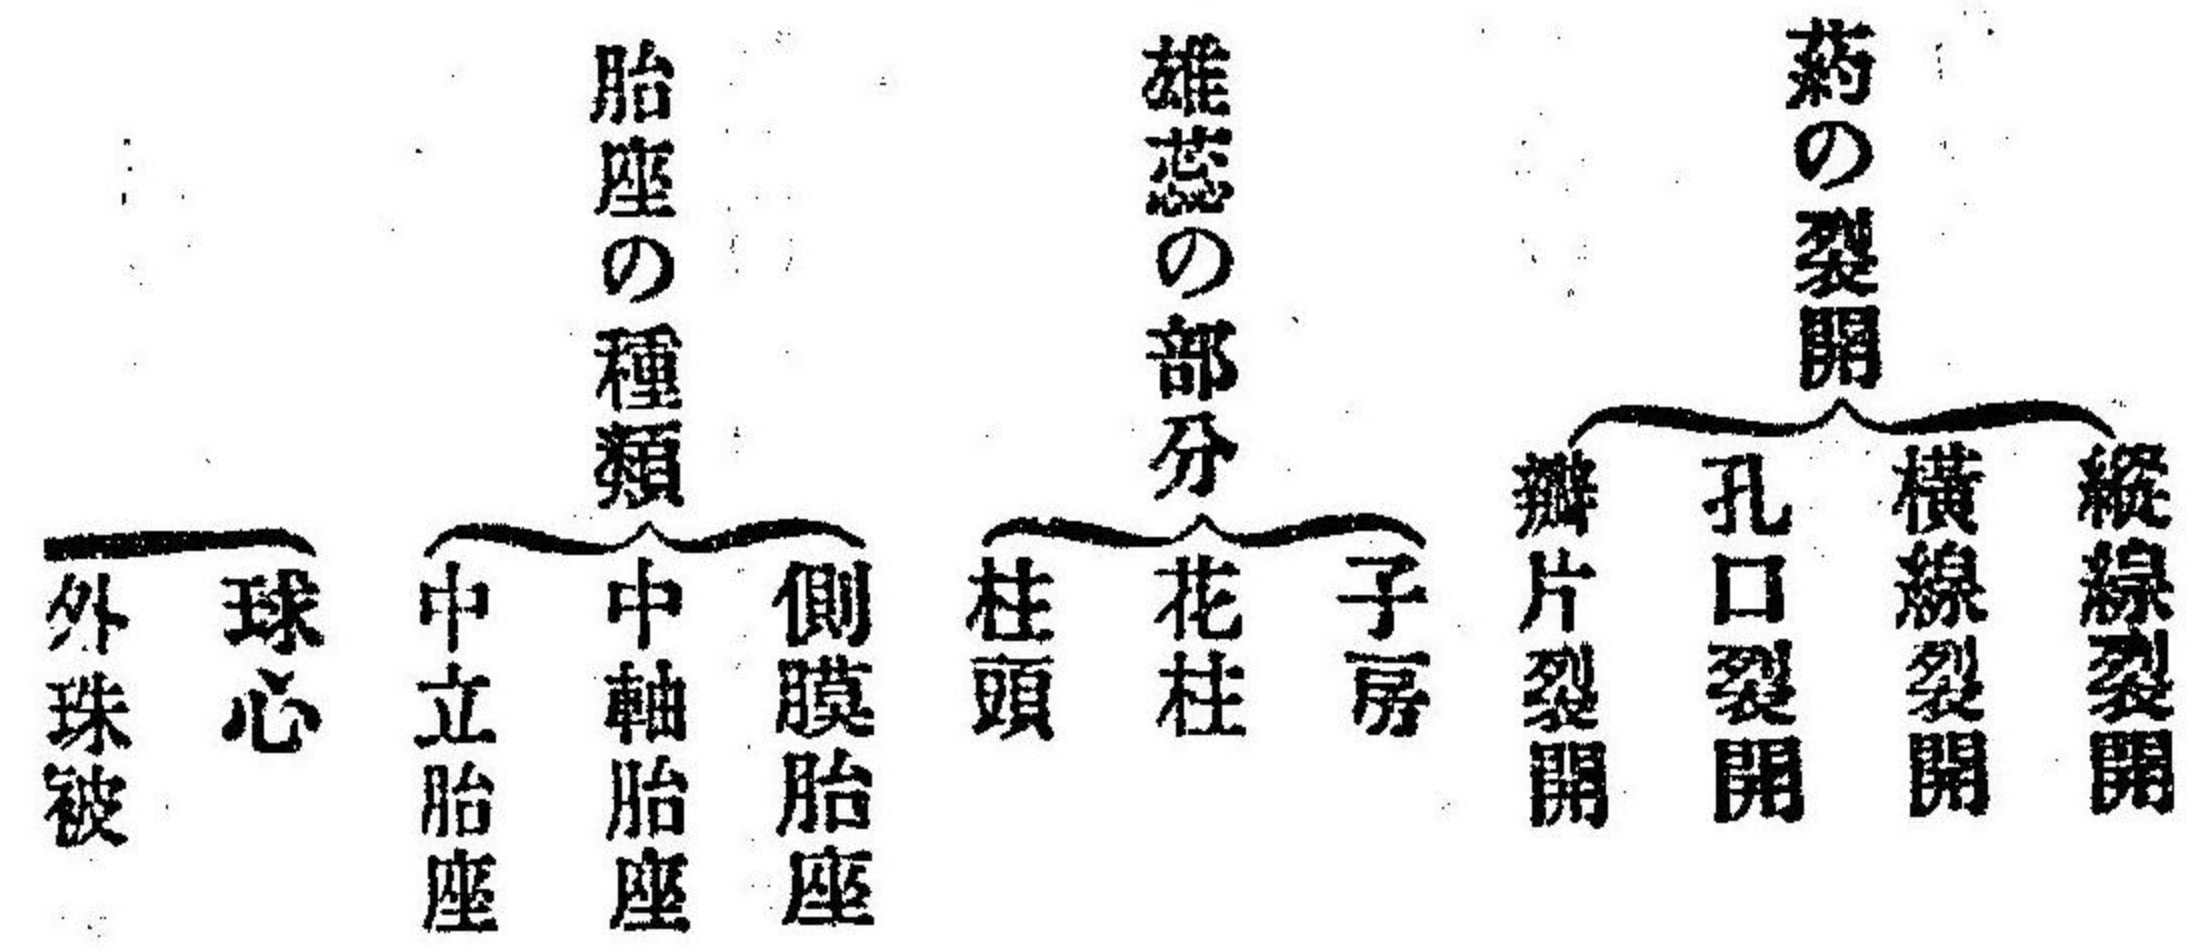 葯の裂開
縱線裂開
橫線裂開
孔口裂開
瓣片裂開
雄蕊の部分
子房
花柱
柱頭
胎座の種類
側膜胎座
中軸胎座
中立胎座
球心
外珠被